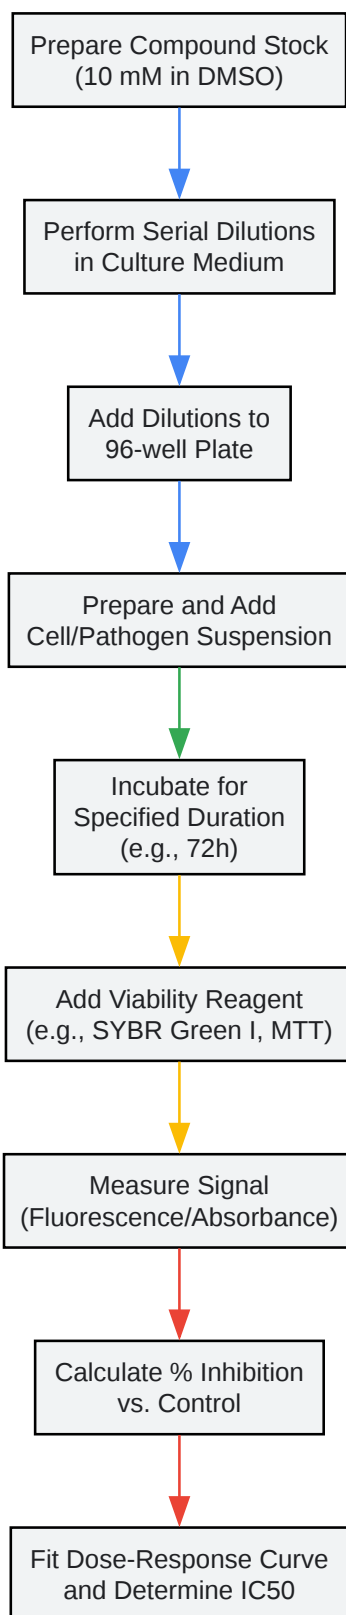 Prepare Compound Stock
(10 mM in DMSO)
Perform Serial Dilutions
in Culture Medium
Add Dilutions to
96-well Plate
Prepare and Add
Cell/Pathogen Suspension
Incubate for
Specified Duration
(e.g., 72h)
Add Viability Reagent
(e.g., SYBR Green I, MTT)
Measure Signal
(Fluorescence/Absorbance)
Calculate % Inhibition
vs. Control
Fit Dose-Response Curve
and Determine IC50